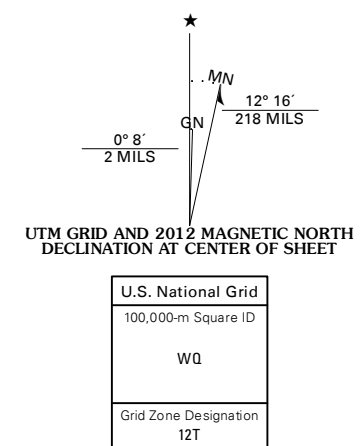 ★
MN
12° 16´
218 MILS
GN
0° 8´
2 MILS
UTM GRID AND 2012 MAGNETIC NORTH
DECLINATION AT CENTER OF SHEET
U.S. National Grid
100,000-m Square ID
WQ
Grid Zone Designation
12T